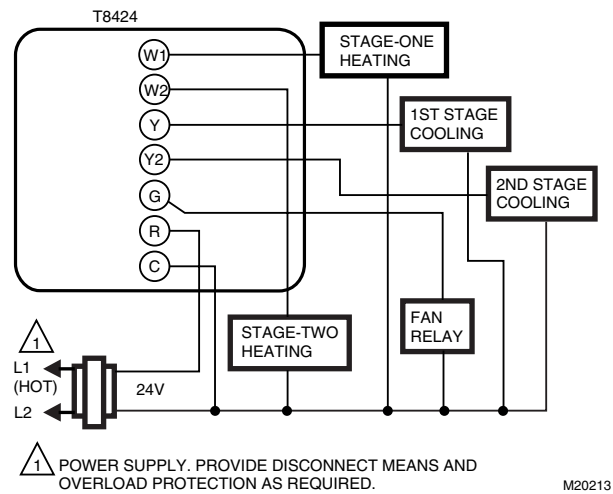 T8424
W1
STAGE-ONE
HEATING
W2
Y
1ST STAGE
COOLING
Y2
2ND STAGE
COOLING
G
R
C
FAN
RELAY
STAGE-TWO
HEATING
1
L1
(HOT)
24V
L2
1 POWER SUPPLY. PROVIDE DISCONNECT MEANS AND
OVERLOAD PROTECTION AS REQUIRED.
M20213